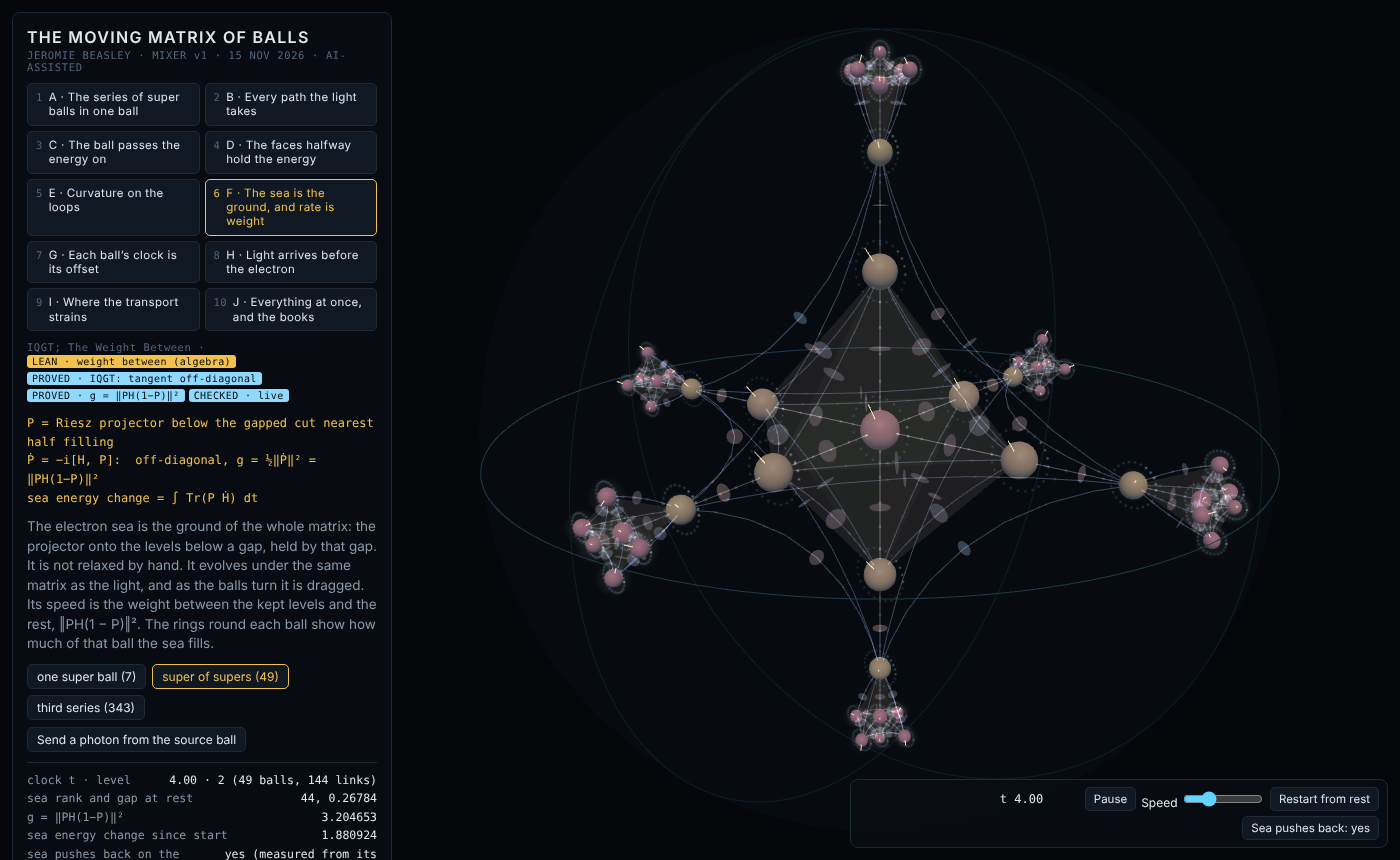 THE MOVING MATRIX OF BALLS
JEROMIE BEASLEY · MIXER v1 · 15 NOV 2026 · AI-
ASSISTED
1 A · The series of super
balls in one ball
2 B · Every path the light
takes
3 C · The ball passes the
energy on
4 D · The faces halfway
hold the energy
5 E · Curvature on the
loops
6 F · The sea is the
ground, and rate is
weight
7 G · Each ball’s clock is
its offset
8 H · Light arrives before
the electron
9 I · Where the transport
strains
10 J · Everything at once,
and the books
IQGT; The Weight Between ·
LEAN · weight between (algebra)
PROVED · IQGT: tangent off-diagonal
PROVED · g = ‖PH(1−P)‖² CHECKED · live
P = Riesz projector below the gapped cut nearest
half filling
Ṗ = −i[H, P]: off-diagonal, g = ½‖Ṗ‖² =
‖PH(1−P)‖²
sea energy change = ∫ Tr(P Ḣ) dt
The electron sea is the ground of the whole matrix: the
projector onto the levels below a gap, held by that gap.
It is not relaxed by hand. It evolves under the same
matrix as the light, and as the balls turn it is dragged.
Its speed is the weight between the kept levels and the
rest, ‖PH(1 − P)‖². The rings round each ball show how
much of that ball the sea fills.
one super ball (7) super of supers (49)
third series (343)
Send a photon from the source ball
clock t · level 4.00 · 2 (49 balls, 144 links)
sea rank and gap at rest 44, 0.26784
g = ‖PH(1−P)‖² 3.204653
sea energy change since start 1.880924
sea pushes back on the yes (measured from its
t 4.00 Pause Speed Restart from rest
Sea pushes back: yes